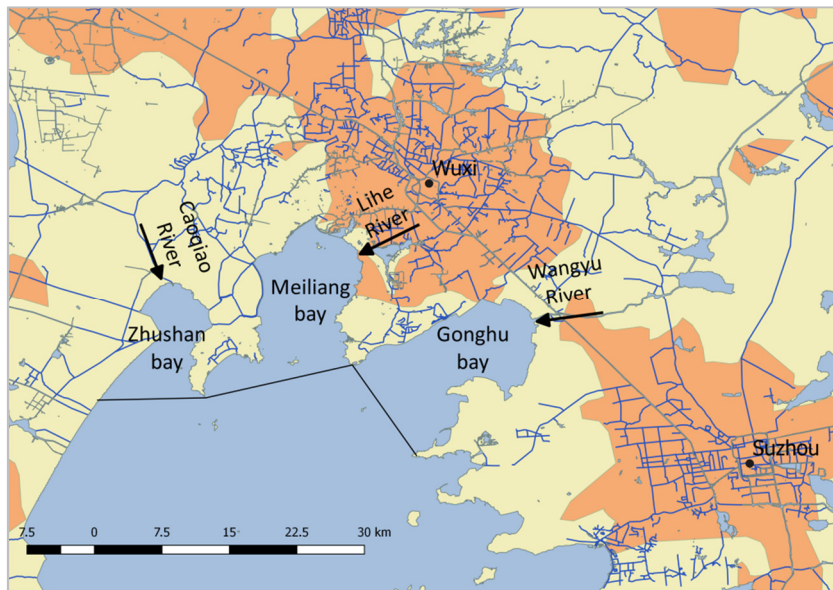 Wuxi
Lihe
River
Caoqiao
River
Wangyu
River
Meiliang
bay
Zhushan
bay
Gonghu
bay
Suzhou
7.5 0 7.5 15 22.5 30 km